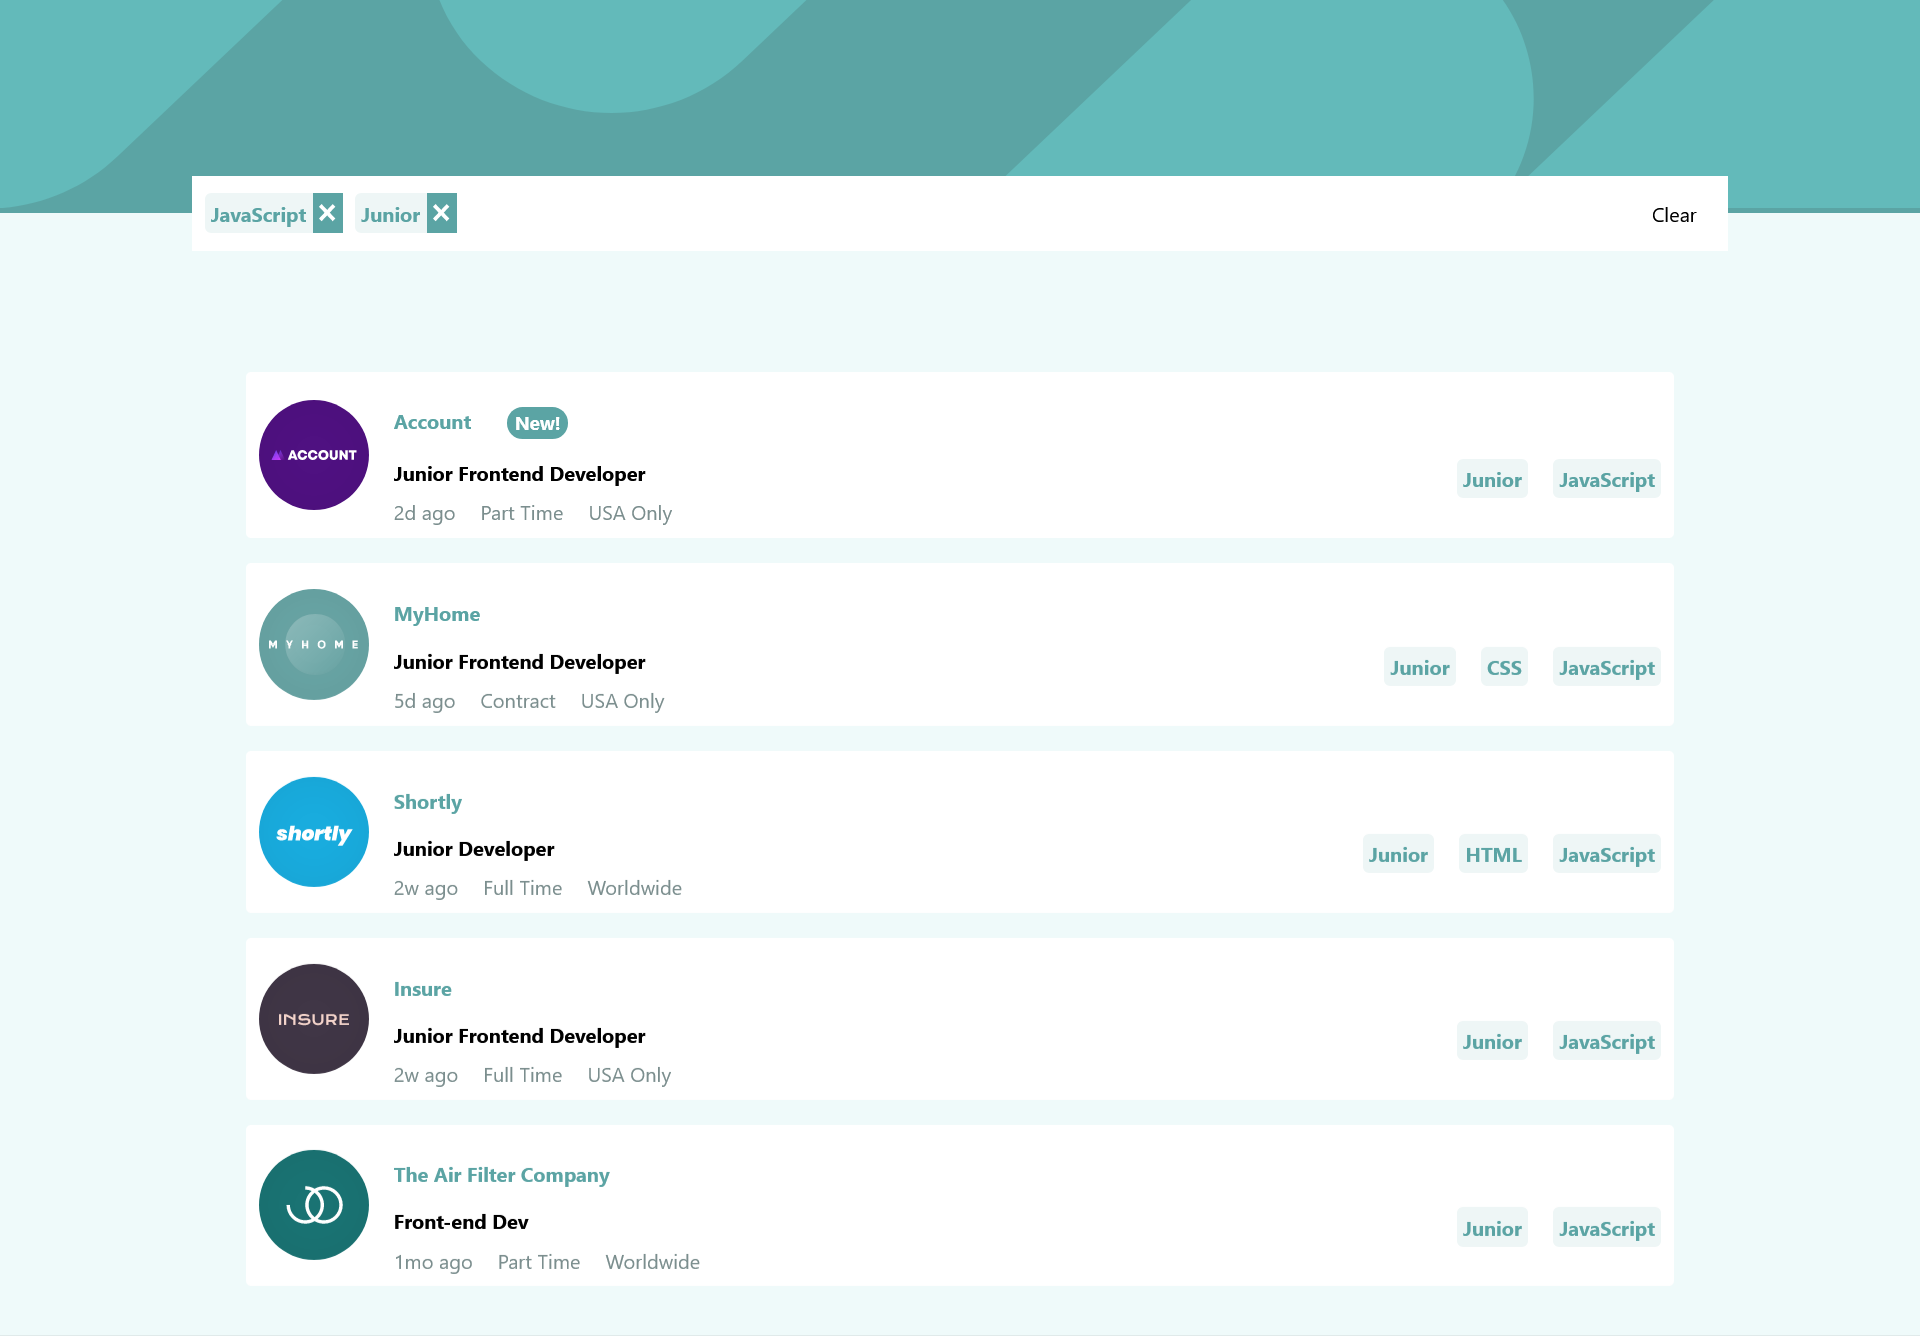 JavaScript Junior Clear
Account New!
ACCOUNT
Junior Frontend Developer
Junior JavaScript
2d ago Part Time USA Only
MyHome
MYHOME
Junior Frontend Developer
Junior CSS JavaScript
5d ago Contract USA Only
Shortly
shortly
Junior Developer
Junior HTML JavaScript
2w ago Full Time Worldwide
Insure
INSURE
Junior Frontend Developer
Junior JavaScript
2w ago Full Time USA Only
The Air Filter Company
Front-end Dev
Junior JavaScript
1mo ago Part Time Worldwide